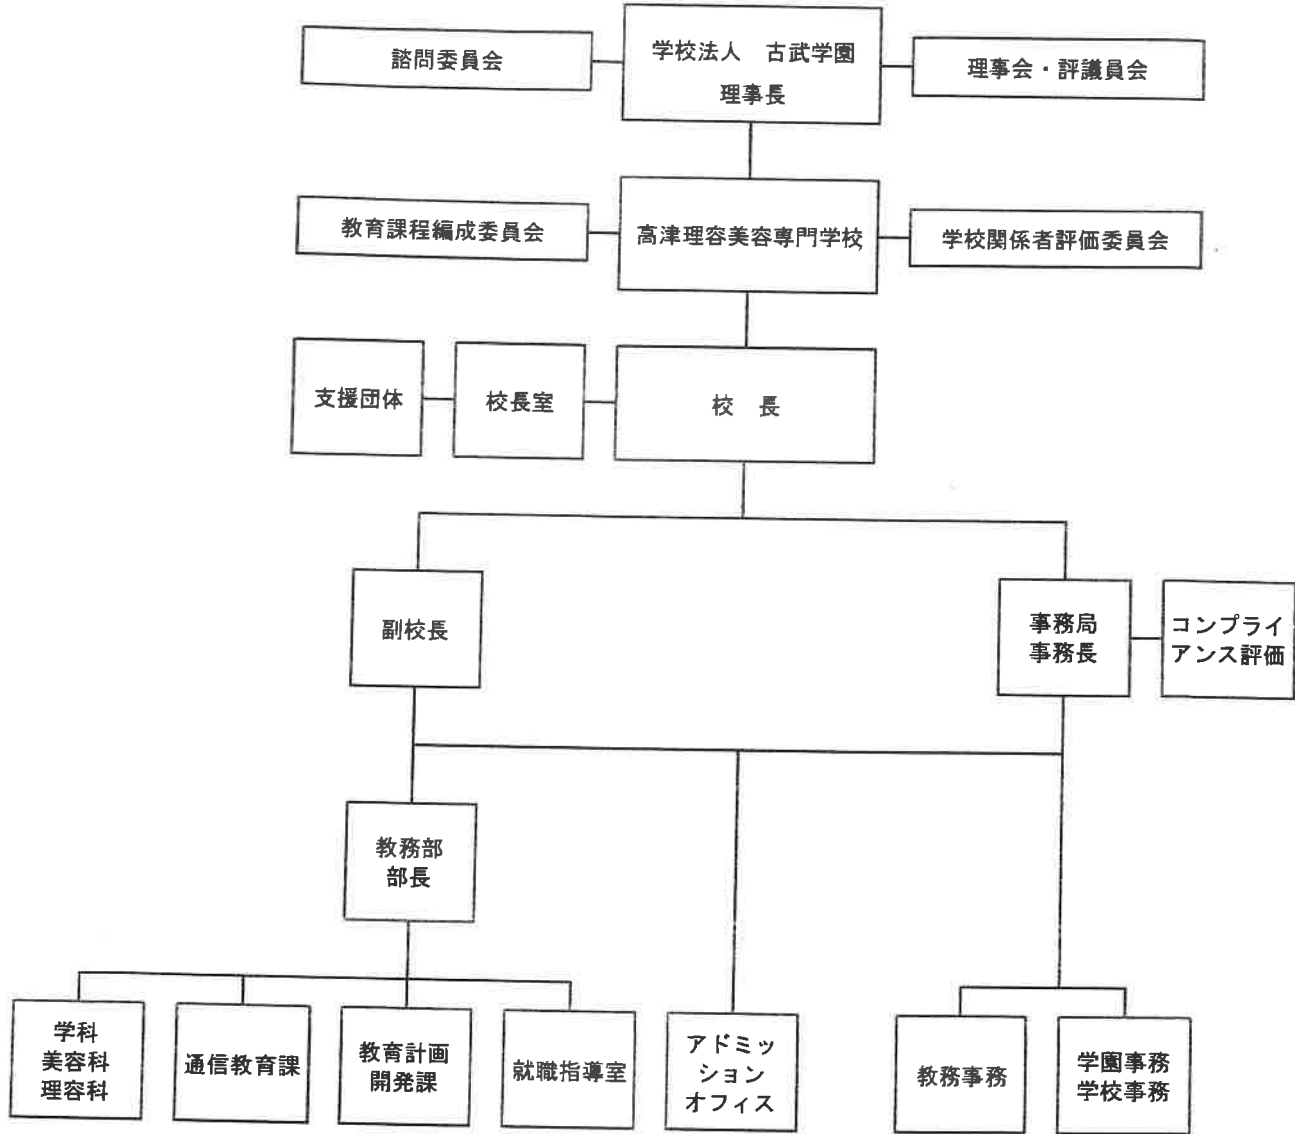 諮問委員会
学校法人　古武学園
理事長
理事会・評議員会
教育課程編成委員会
高津理容美容専門学校
学校関係者評価委員会
支援団体
校長室
校　長
副校長
事務局
事務長
コンプライ
アンス評価
教務部
部長
学科
美容科
理容科
通信教育課
教育計画
開発課
就職指導室
アドミッ
ション
オフィス
教務事務
学園事務
学校事務